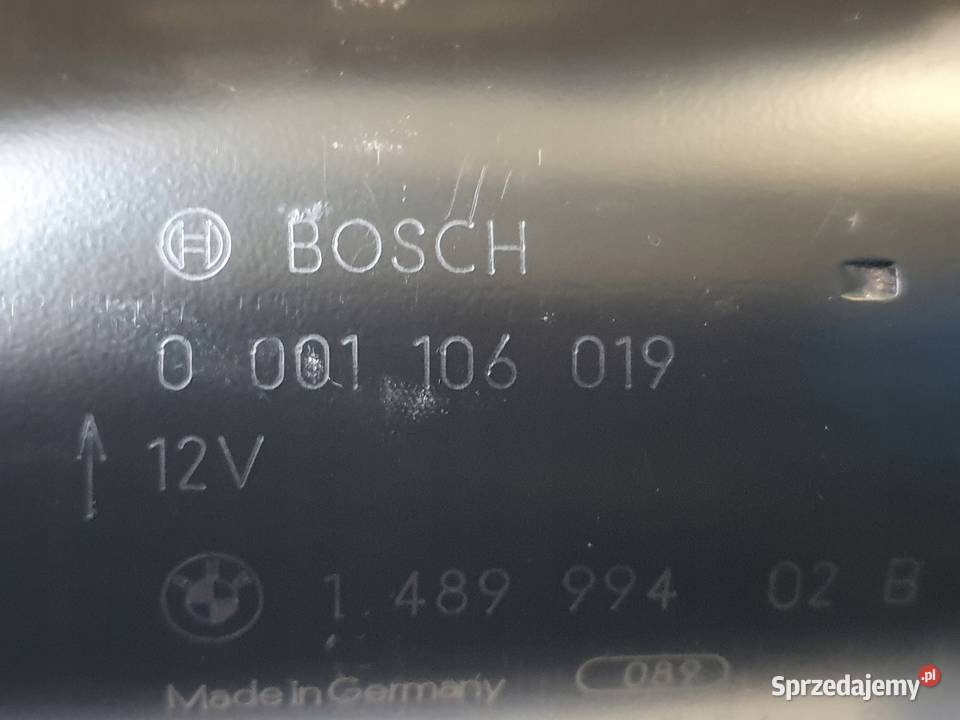 BOSCH
0 001 106 019
12V
1 489 994 02 B
Made in Germany 089
Sprzedajemy.pl